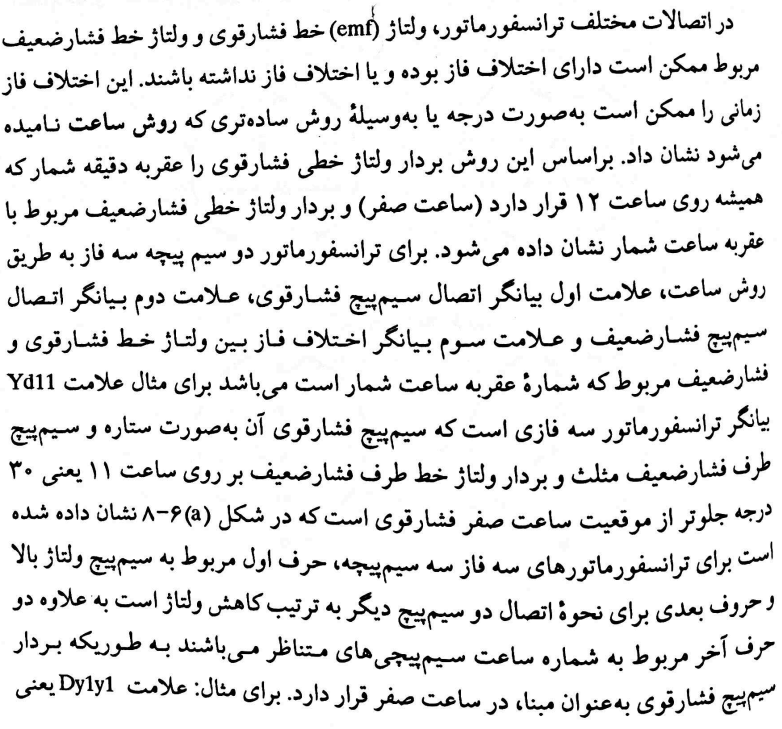 در اتصالات مختلف ترانسفورماتور، ولتاژ (emf) خط فشارقوی و ولتاژ خط فشارضعیف
مربوط ممکن است دارای اختلاف فاز بوده و یا اختلاف فاز نداشته باشند. این اختلاف فاز
زمانی را ممکن است به‌صورت درجه یا به‌وسیلهٔ روش ساده‌تری که روش ساعت نامیده
می‌شود نشان داد. براساس این روش بردار ولتاژ خطی فشارقوی را عقربه دقیقه شمار که
همیشه روی ساعت ۱۲ قرار دارد (ساعت صفر) و بردار ولتاژ خطی فشارضعیف مربوط با
عقربه ساعت شمار نشان داده می‌شود. برای ترانسفورماتور دو سیم پیچه سه فاز به طریق
روش ساعت، علامت اول بیانگر اتصال سیم‌پیچ فشارقوی، علامت دوم بیانگر اتصال
سیم‌پیچ فشارضعیف و علامت سوم بیانگر اختلاف فاز بین ولتاژ خط فشارقوی و
فشارضعیف مربوط که شمارهٔ عقربه ساعت شمار است می‌باشد برای مثال علامت Yd11
بیانگر ترانسفورماتور سه فازی است که سیم‌پیچ فشارقوی آن به‌صورت ستاره و سیم‌پیچ
طرف فشارضعیف مثلث و بردار ولتاژ خط طرف فشارضعیف بر روی ساعت ۱۱ یعنی ۳۰
درجه جلوتر از موقعیت ساعت صفر فشارقوی است که در شکل (a)۶-۸ نشان داده شده
است برای ترانسفورماتورهای سه فاز سه سیم‌پیچه، حرف اول مربوط به سیم‌پیچ ولتاژ بالا
و حروف بعدی برای نحوهٔ اتصال دو سیم‌پیچ دیگر به ترتیب کاهش ولتاژ است به علاوه دو
حرف آخر مربوط به شماره ساعت سیم‌پیچی‌های متناظر می‌باشند به طوریکه بردار
سیم‌پیچ فشارقوی به‌عنوان مبنا، در ساعت صفر قرار دارد. برای مثال: علامت Dy1y1 یعنی